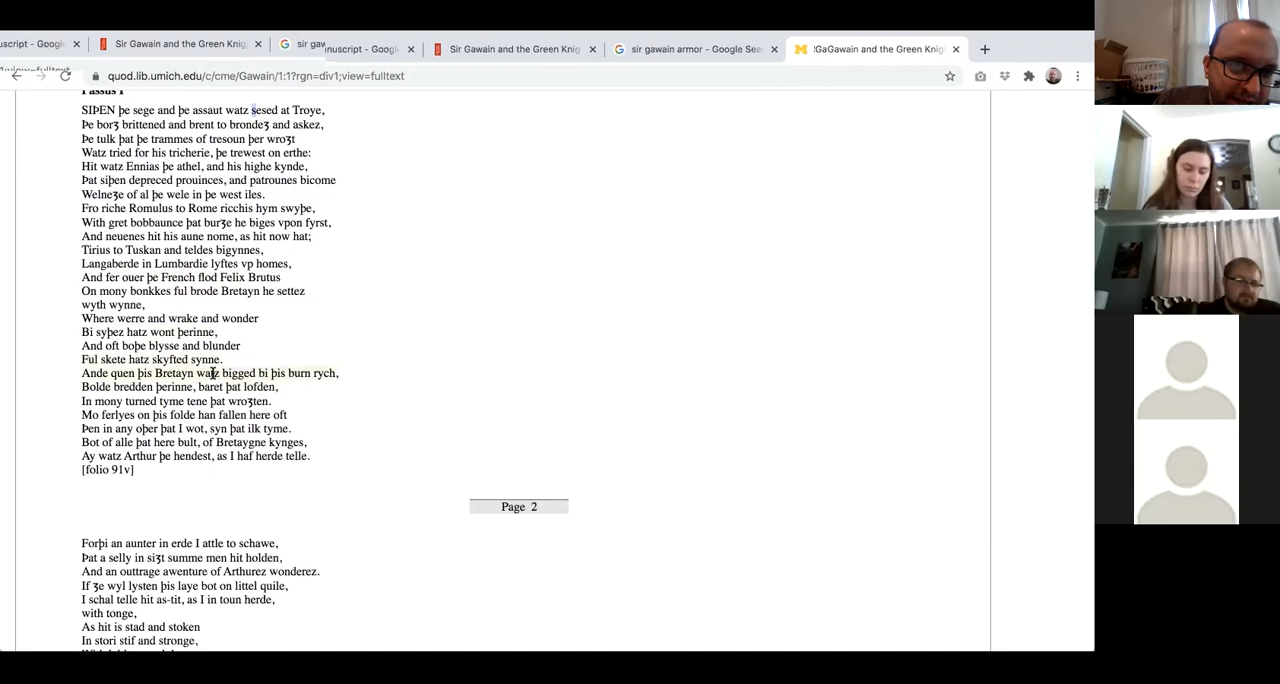 uscript - Googl
Sir Gawain and the Green Knig
sir gaw
nuscript - Google
Sir Gawain and the Green Knig
sir gawain armor - Google Sea
!GaGawain and the Green Knig
quod.lib.umich.edu/c/cme/Gawain/1:1?rgn=div1;view=fulltext
Passus I
SIÞEN þe sege and þe assaut watz sesed at Troye,
Þe borȝ brittened and brent to brondeȝ and askez,
Þe tulk þat þe trammes of tresoun þer wroȝt
Watz tried for his tricherie, þe trewest on erthe:
Hit watz Ennias þe athel, and his highe kynde,
Þat siþen depreced prouinces, and patrounes bicome
Welneȝe of al þe wele in þe west iles.
Fro riche Romulus to Rome ricchis hym swyþe,
With gret bobbaunce þat burȝe he biges vpon fyrst,
And neuenes hit his aune nome, as hit now hat;
Tirius to Tuskan and teldes bigynnes,
Langaberde in Lumbardie lyftes vp homes,
And fer ouer þe French flod Felix Brutus
On mony bonkkes ful brode Bretayn he settez
wyth wynne,
Where werre and wrake and wonder
Bi syþez hatz wont þerinne,
And oft boþe blysse and blunder
Ful skete hatz skyfted synne.
Ande quen þis Bretayn watz bigged bi þis burn rych,
Bolde bredden þerinne, baret þat lofden,
In mony turned tyme tene þat wroȝten.
Mo ferlyes on þis folde han fallen here oft
Þen in any oþer þat I wot, syn þat ilk tyme.
Bot of alle þat here bult, of Bretaygne kynges,
Ay watz Arthur þe hendest, as I haf herde telle.
[folio 91v]
Page 2
Forþi an aunter in erde I attle to schawe,
Þat a selly in siȝt summe men hit holden,
And an outtrage awenture of Arthurez wonderez.
If ȝe wyl lysten þis laye bot on littel quile,
I schal telle hit as-tit, as I in toun herde,
with tonge,
As hit is stad and stoken
In stori stif and stronge,